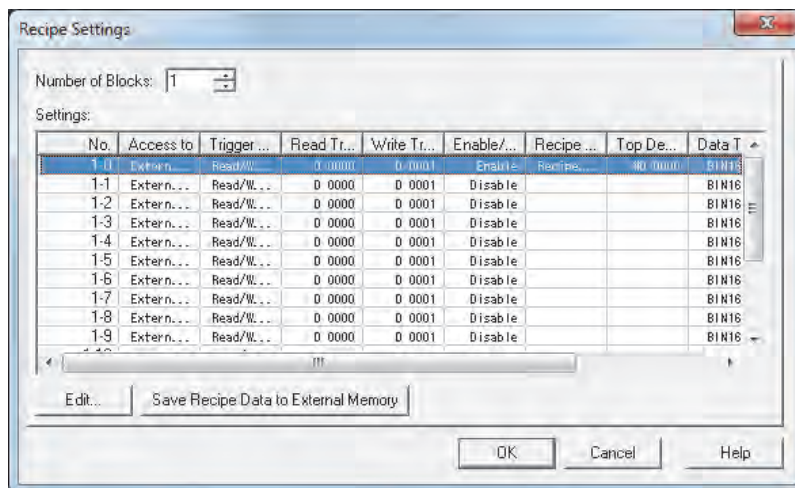 Recipe Settings
Number of Blocks: 1
Settings:
No. Access to Trigger ... Read Tr... Write Tr... Enable/... Recipe ... Top De... Data T
1-0 Extern... Read/W... D 0000 D 0001 Enable Recipe... BIN16
1-1 Extern... Read/W... D 0000 D 0001 Disable BIN16
1-2 Extern... Read/W... D 0000 D 0001 Disable BIN16
1-3 Extern... Read/W... D 0000 D 0001 Disable BIN16
1-4 Extern... Read/W... D 0000 D 0001 Disable BIN16
1-5 Extern... Read/W... D 0000 D 0001 Disable BIN16
1-6 Extern... Read/W... D 0000 D 0001 Disable BIN16
1-7 Extern... Read/W... D 0000 D 0001 Disable BIN16
1-8 Extern... Read/W... D 0000 D 0001 Disable BIN16
1-9 Extern... Read/W... D 0000 D 0001 Disable BIN16
Edit... Save Recipe Data to External Memory
OK Cancel Help